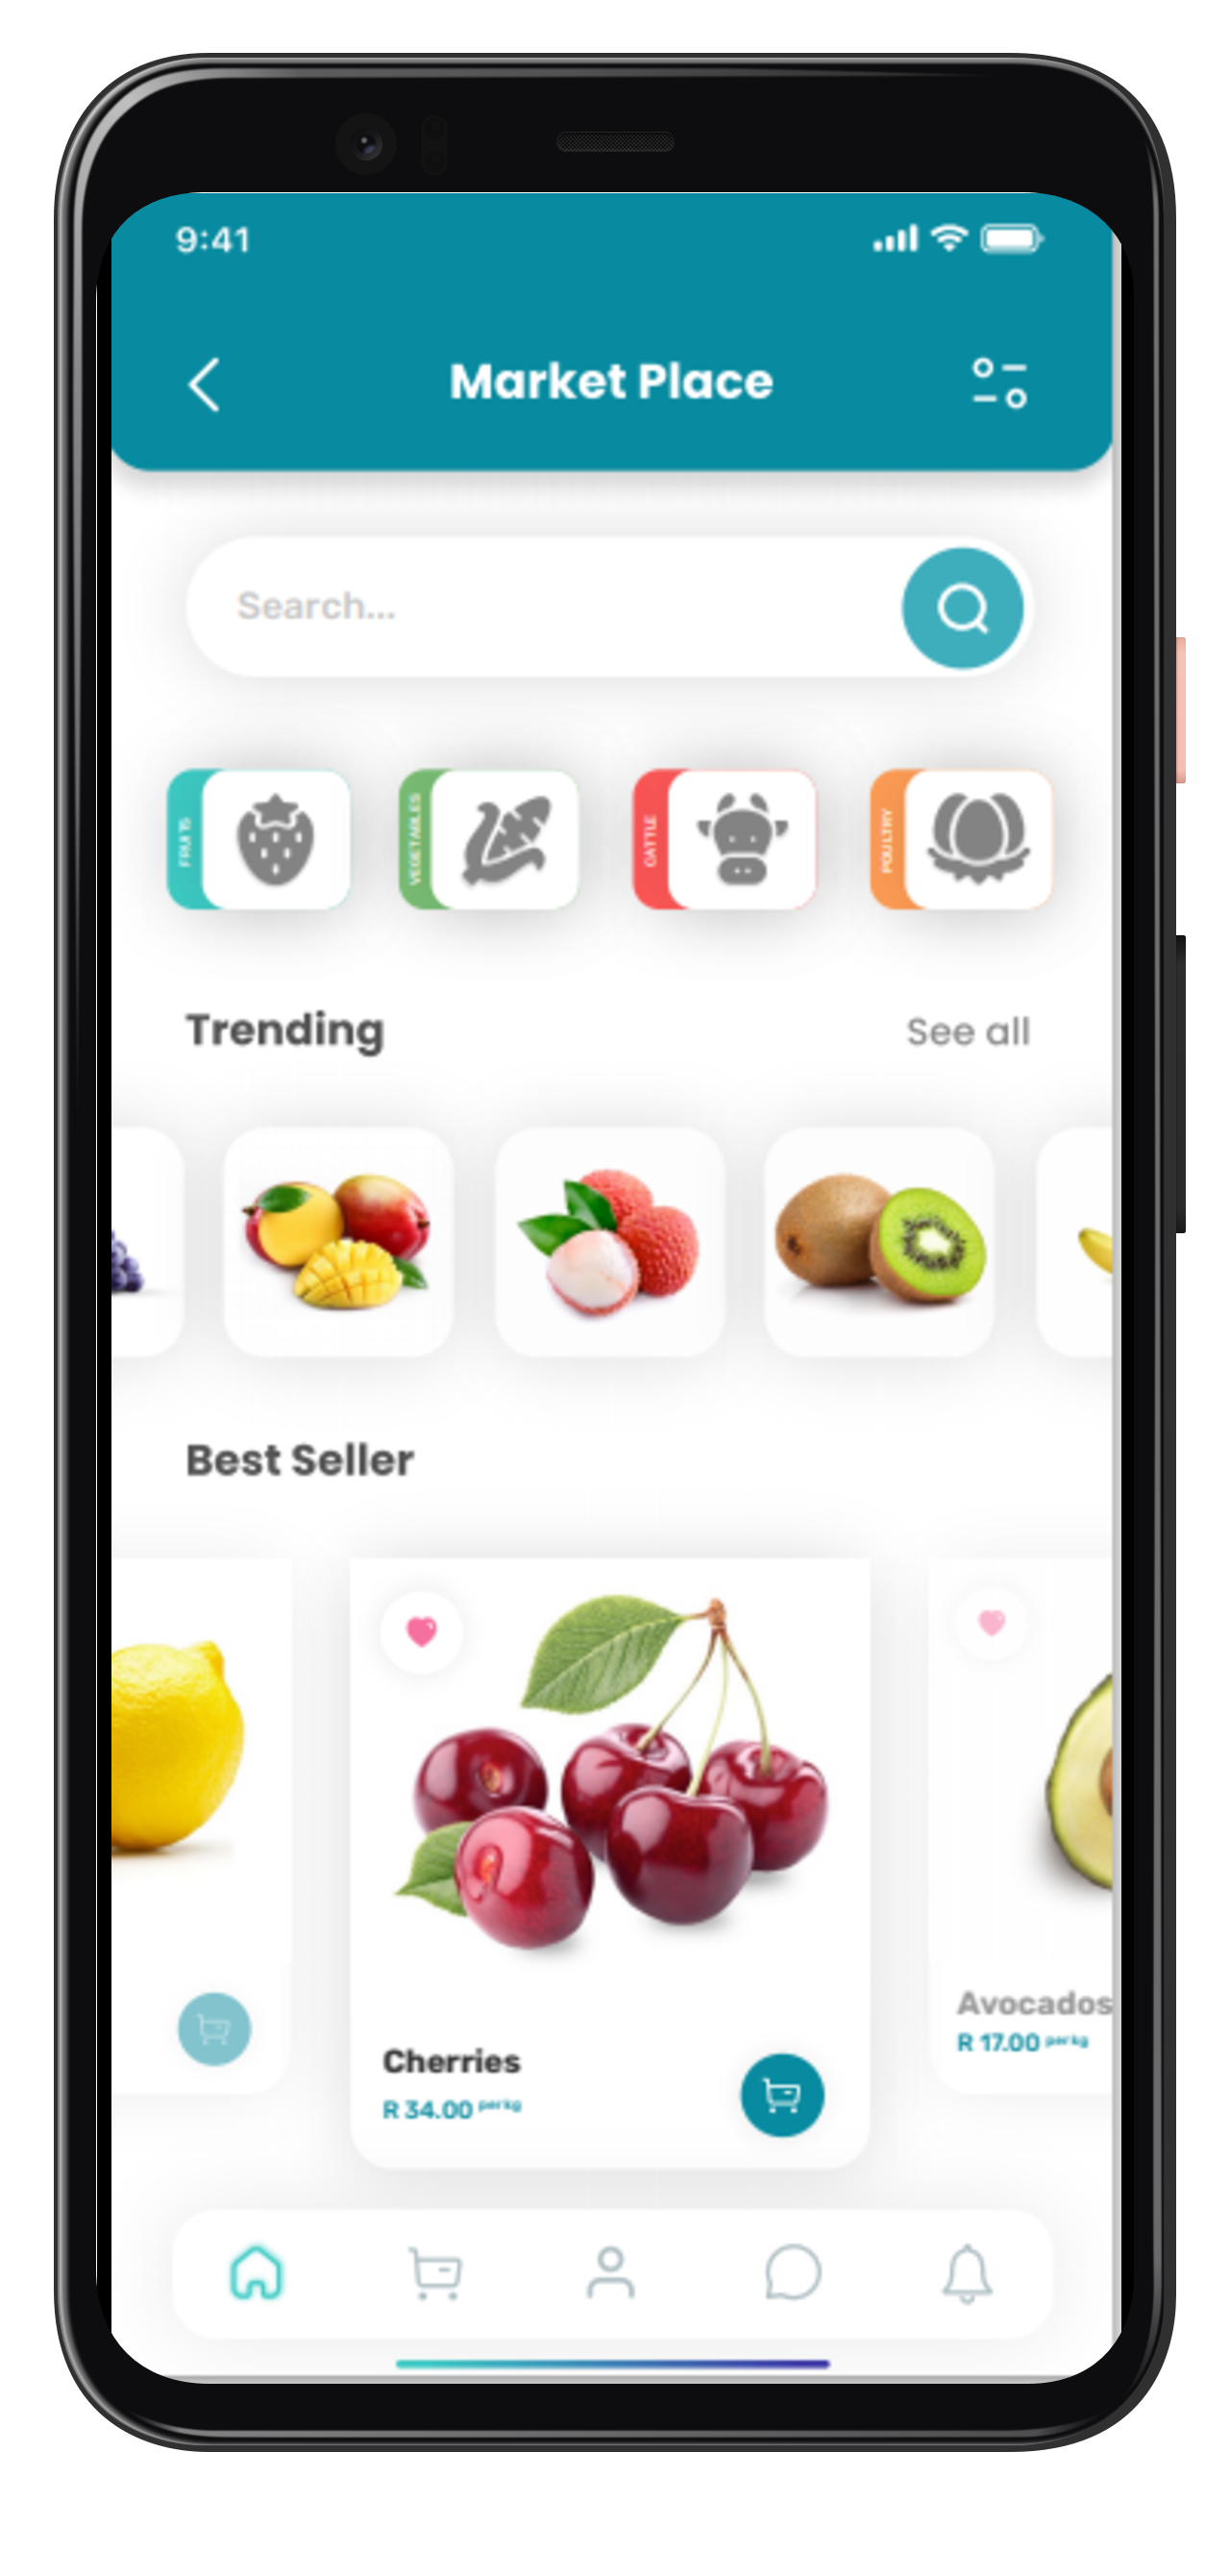 9:41
Market Place
Search...
FRUITS
VEGETABLES
CATTLE
POULTRY
Trending
See all
Best Seller
Cherries
R 34.00 per kg
Avocados
R 17.00 per kg